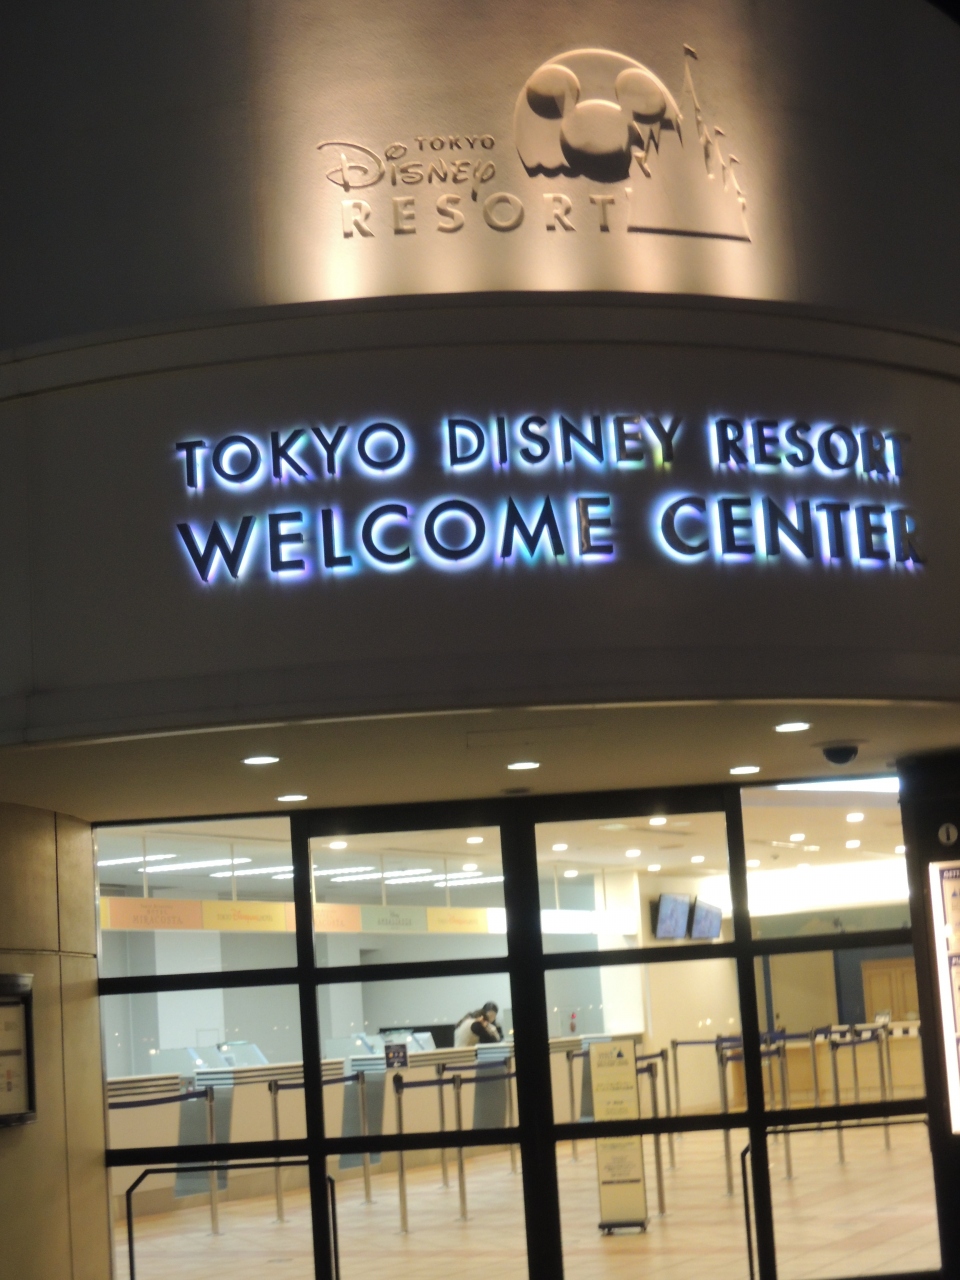 TOKYO
Disney
RESORT
TOKYO DISNEY RESORT
WELCOME CENTER